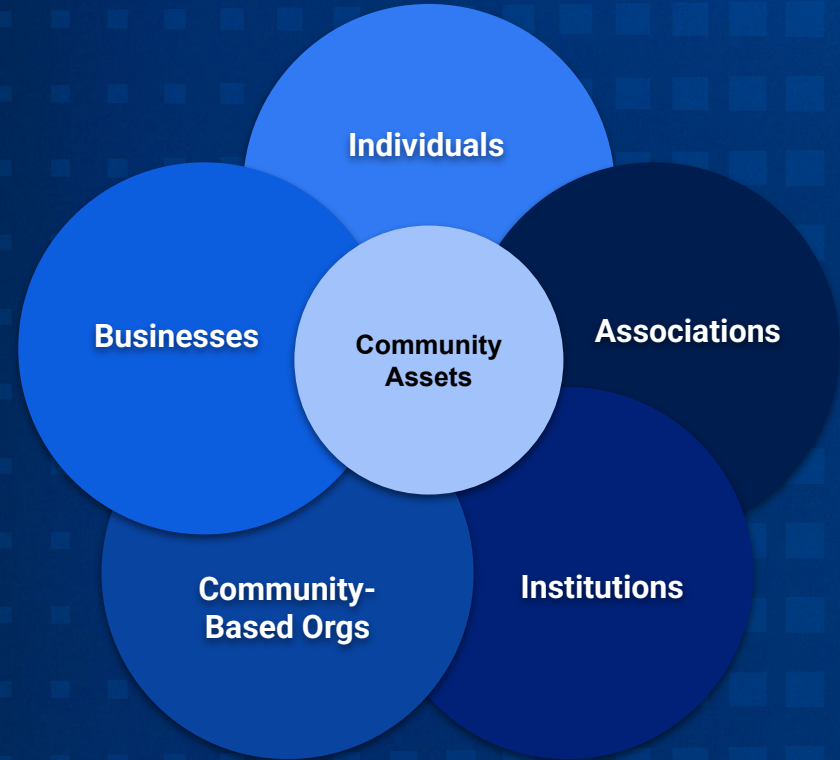 Individuals
Businesses
Community
Assets
Associations
Community-
Based Orgs
Institutions